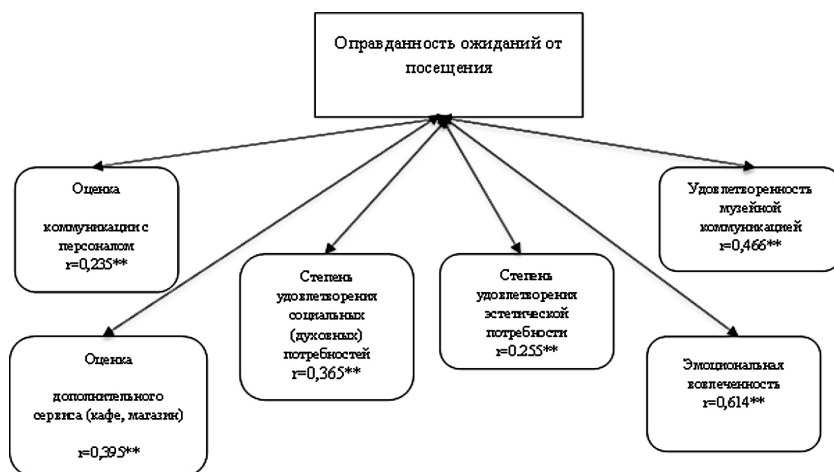 Оправданность ожиданий от
посещения
Оценка
коммуникации с
персоналом
r=0,235**
Удовлетворенность
музейной
коммуникацией
r=0,466**
Степень
удовлетворения
социальных
(духовных)
потребностей
r=0,365**
Степень
удовлетворения
эстетической
потребности
r=0.255**
Оценка
дополнительного
сервиса (кафе, магазин)
r=0,395**
Эмоциональная
вовлеченность
r=0,614**